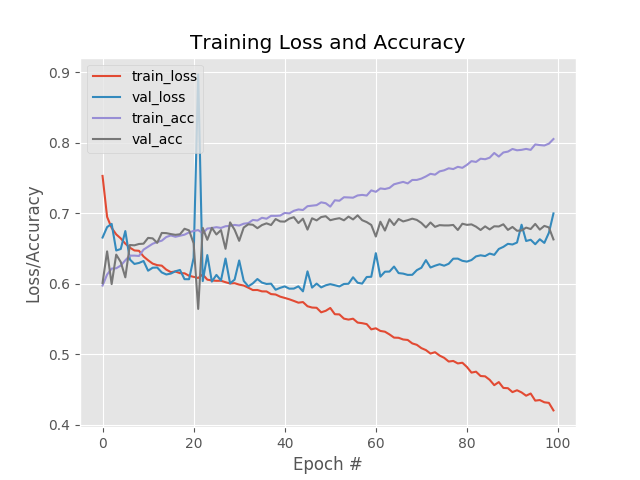 Training Loss and Accuracy
train_loss
val_loss
train_acc
val_acc
0.9
0.8
0.7
0.6
0.5
0.4
Loss/Accuracy
0 20 40 60 80 100
Epoch #